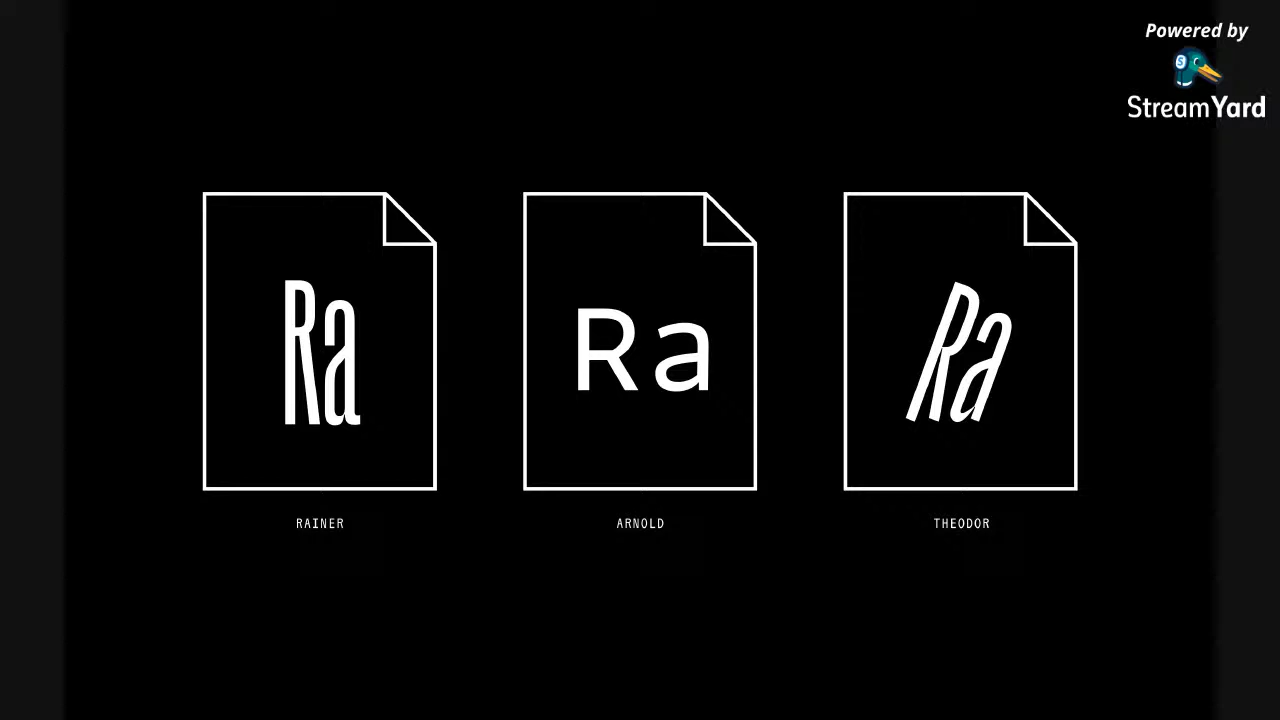 Powered by
StreamYard
Ra
Ra
Ra
RAINER
ARNOLD
THEODOR